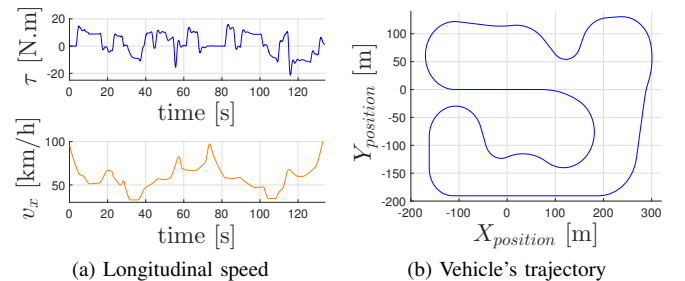 τ [N.m]
20
0
-20
0 20 40 60 80 100 120
time [s]
v_x [km/h]
100
50
0 20 40 60 80 100 120
time [s]
(a) Longitudinal speed
Y_position [m]
100
50
0
-50
-100
-150
-200
-200 -100 0 100 200 300
X_position [m]
(b) Vehicle's trajectory